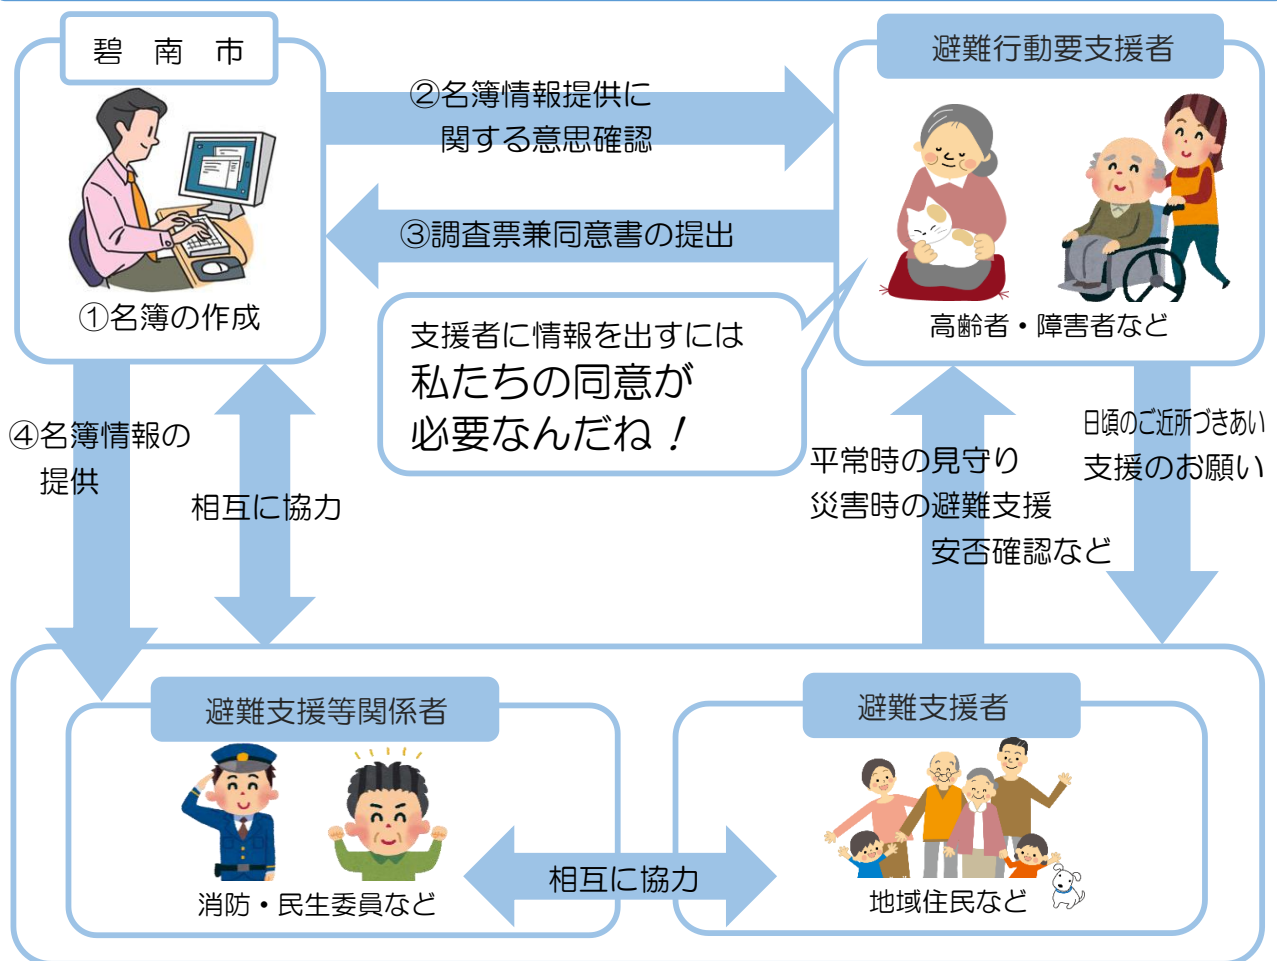 碧南市
避難行動要支援者
②名簿情報提供に
関する意思確認
③調査票兼同意書の提出
①名簿の作成
高齢者・障害者など
支援者に情報を出すには
私たちの同意が
必要なんだね！
④名簿情報の
提供
相互に協力
平常時の見守り
災害時の避難支援
安否確認など
日頃のご近所づきあい
支援のお願い
避難支援等関係者
避難支援者
相互に協力
消防・民生委員など
地域住民など